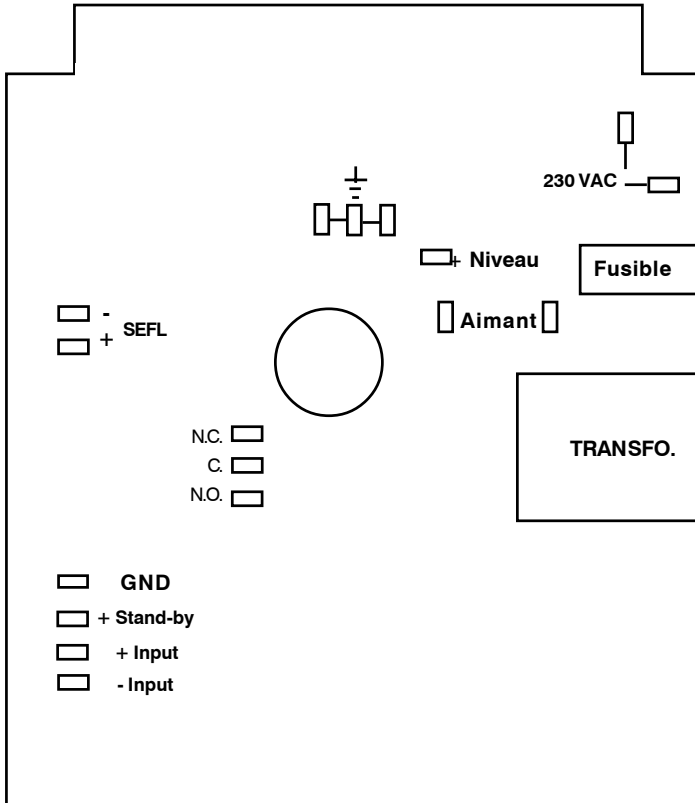 230 VAC
+ Niveau
Fusible
-
+ SEFL
Aimant
N.C.
C.
N.O.
TRANSFO.
GND
+ Stand-by
+ Input
- Input